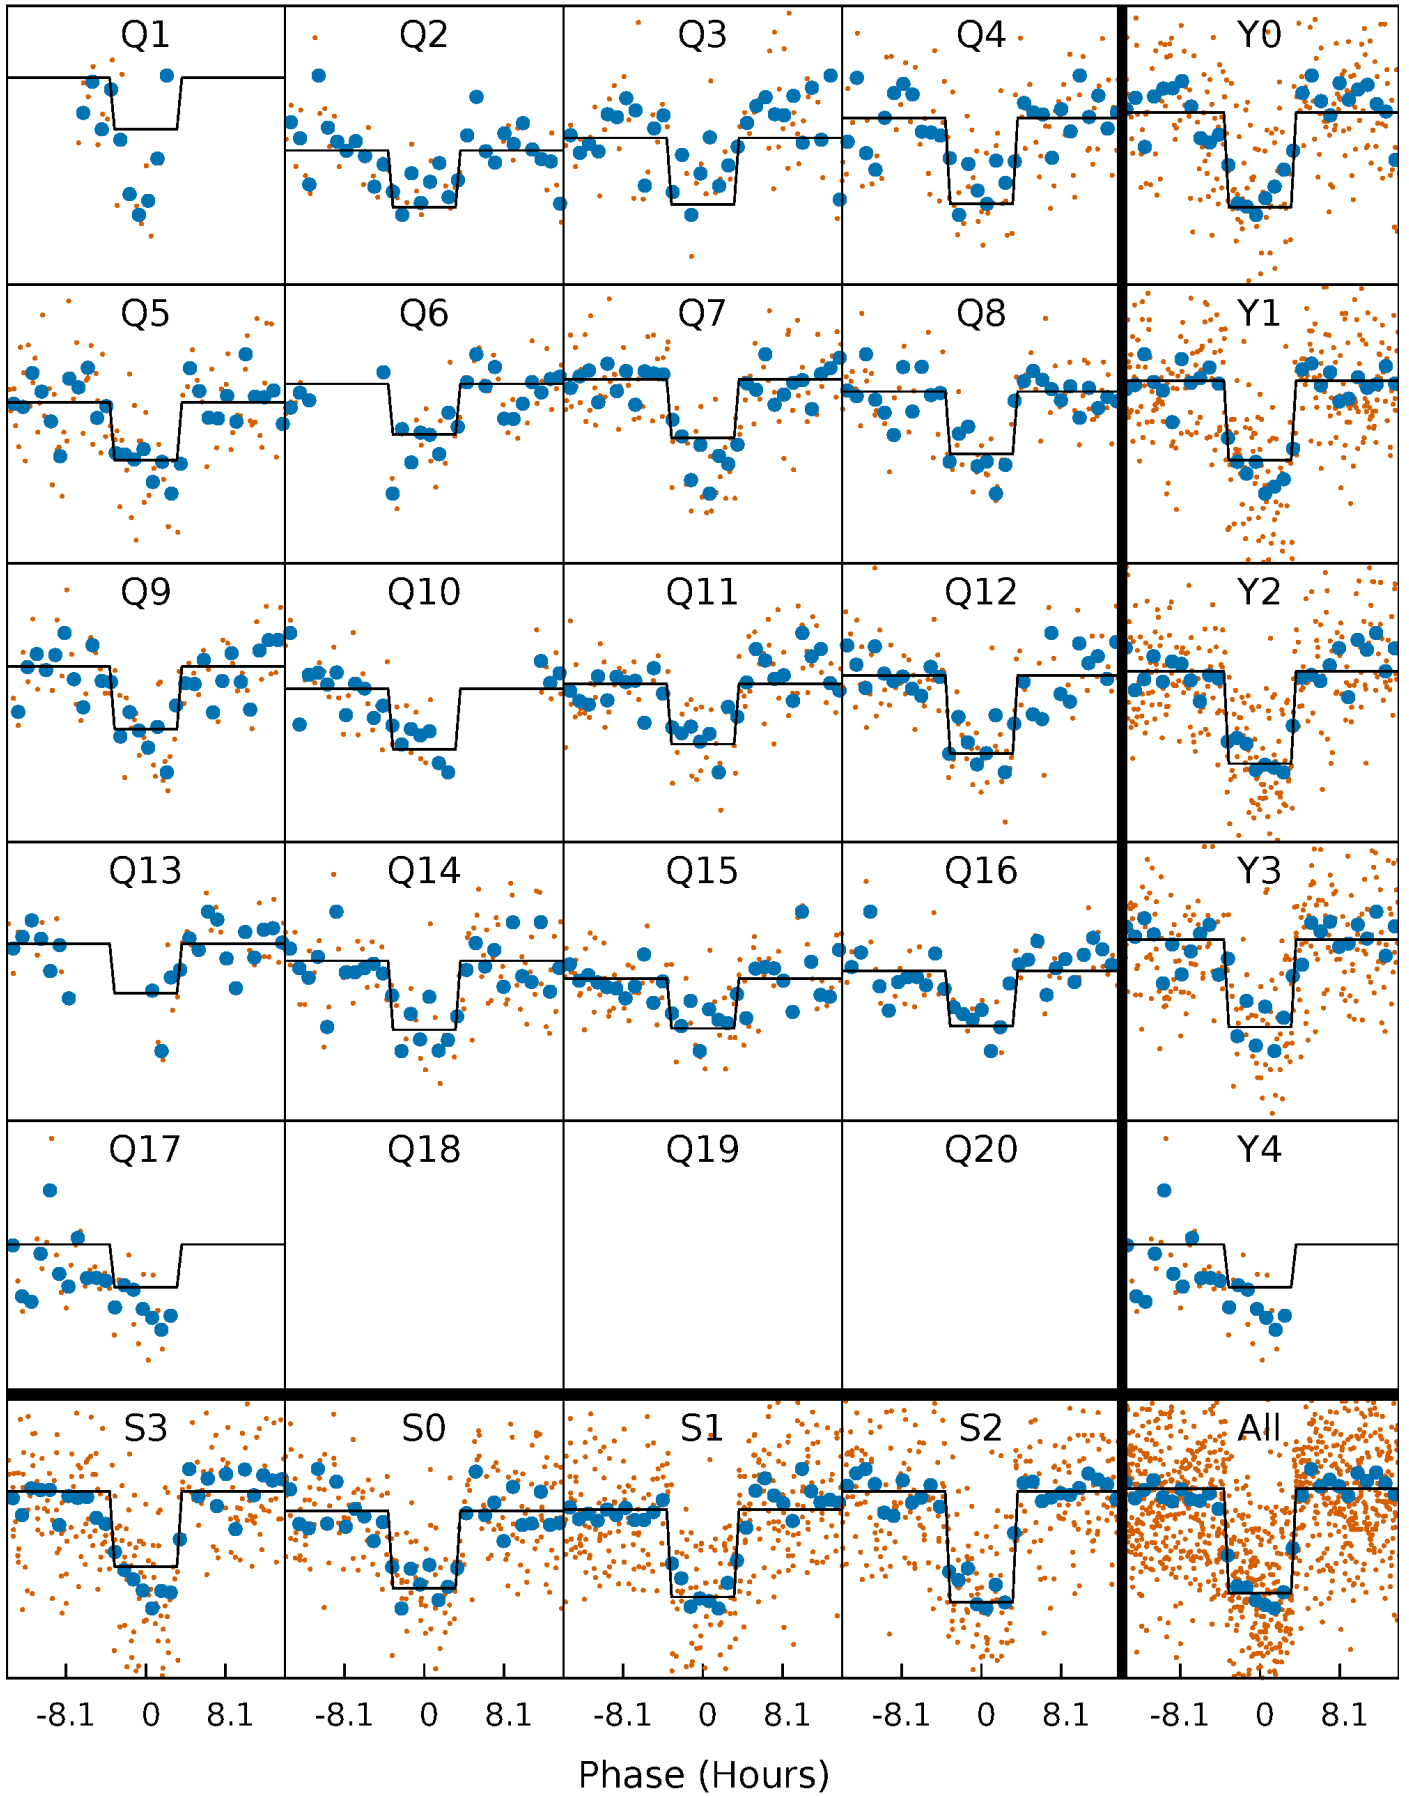 Q1 Q2 Q3 Q4 Y0
Q5 Q6 Q7 Q8 Y1
Q9 Q10 Q11 Q12 Y2
Q13 Q14 Q15 Q16 Y3
Q17 Q18 Q19 Q20 Y4
S3 S0 S1 S2 All
-8.1 0 8.1 -8.1 0 8.1 -8.1 0 8.1 -8.1 0 8.1 -8.1 0 8.1
Phase (Hours)